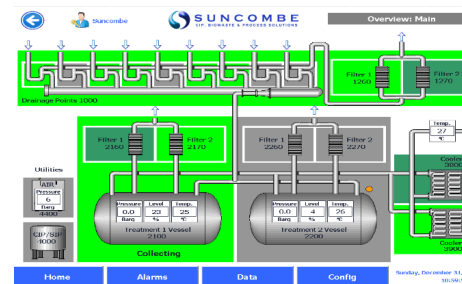 Suncombe
SUNCOMBE
CIP, BIOWASTE & PROCESS SOLUTIONS
Overview: Main
Drainage Points 1000
Filter 1
1260
Filter 2
1270
Filter 1
2160
Filter 2
2170
Filter 1
2260
Filter 2
2270
Temp.
27
°C
Cooler
3800
Cooler
3900
Utilities
AIR
Pressure
6
Barg
4400
CIP/SIP
4000
Pressure Level Temp.
0.0 23 25
Barg % °C
Treatment 1 Vessel
2100
Collecting
Pressure Level Temp.
0.0 4 26
Barg % °C
Treatment 2 Vessel
2200
Home
Alarms
Data
Config
Sunday, December 31,